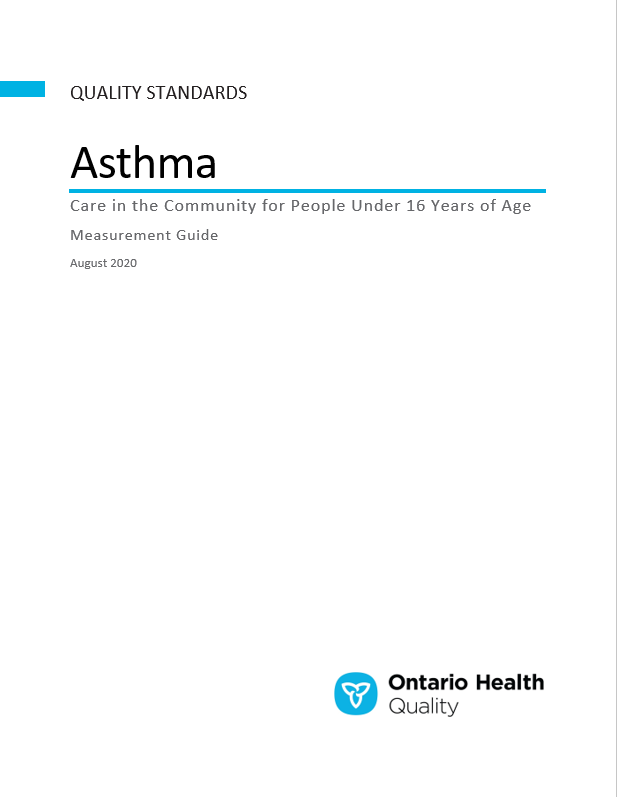 QUALITY STANDARDS
Asthma
Care in the Community for People Under 16 Years of Age
Measurement Guide
August 2020
Ontario Health
Quality